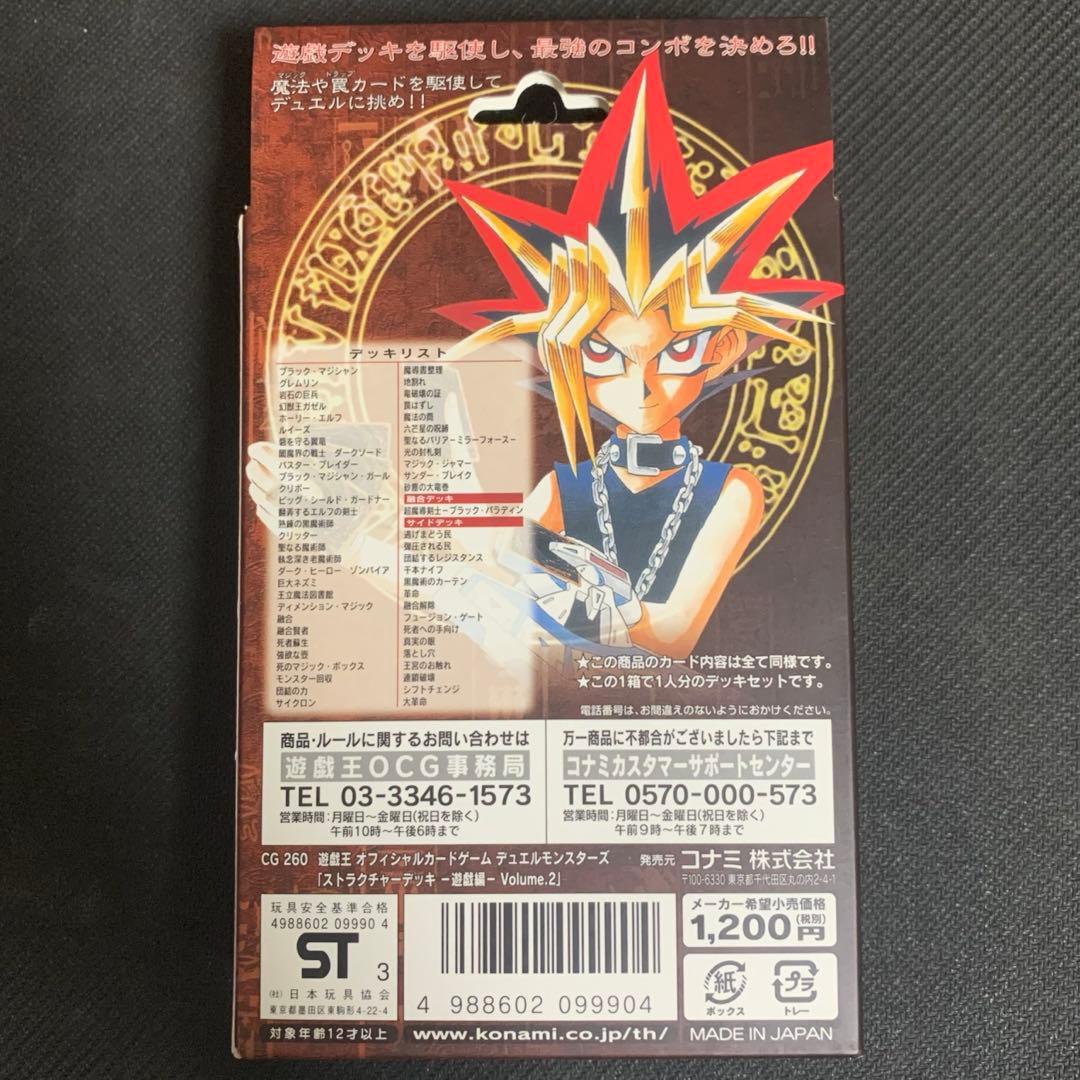 遊戯デッキを駆使し、最強のコンボを決めろ!!
魔法や罠カードを駆使して
マジック トラップ
デュエルに挑め!!
デッキリスト
ブラック・マジシャン
グレムリン
岩石の巨兵
幻獣王ガゼル
ホーリー・エルフ
ルイーズ
砦を守る翼竜
闇魔界の戦士 ダークソード
バスター・ブレイダー
ブラック・マジシャン・ガール
クリボー
ビッグ・シールド・ガードナー
翻弄するエルフの剣士
熟練の黒魔術師
クリッター
聖なる魔術師
執念深き老魔術師
ダーク・ヒーロー ゾンバイア
巨大ネズミ
王立魔法図書館
ディメンション・マジック
融合
融合賢者
死者蘇生
強欲な壺
死のマジック・ボックス
モンスター回収
団結の力
サイクロン
魔導書整理
地割れ
竜破壊の証
罠はずし
魔法の筒
六芒星の呪縛
聖なるバリアーミラーフォースー
光の封札剣
マジック・ジャマー
サンダー・ブレイク
砂塵の大竜巻
融合デッキ
超魔導剣士－ブラック・パラディン
サイドデッキ
逃げまどう民
弾圧される民
団結するレジスタンス
千本ナイフ
黒魔術のカーテン
革命
融合解除
フュージョン・ゲート
死者への手向け
真実の眼
落とし穴
王宮のお触れ
連鎖破壊
シフトチェンジ
大革命
★この商品のカード内容は全て同様です。
★この1箱で1人分のデッキセットです。
電話番号は、お間違えのないようにおかけください。
商品・ルールに関するお問い合わせは
遊戯王OCG事務局
TEL 03-3346-1573
営業時間:月曜日～金曜日(祝日を除く)
午前10時～午後6時まで
万一商品に不都合がございましたら下記まで
コナミカスタマーサポートセンター
TEL 0570-000-573
営業時間:月曜日～金曜日(祝日を除く)
午前9時～午後7時まで
CG 260 遊戯王 オフィシャルカードゲーム デュエルモンスターズ
「ストラクチャーデッキ －遊戯編－ Volume.2」
発売元 コナミ 株式会社
〒100-6330 東京都千代田区丸の内2-4-1
玩具安全基準合格
4988602 09990 4
ST 3
(社) 日本玩具協会
東京都墨田区東駒形4-22-4
対象年齢12才以上
4 988602 099904
www.konami.co.jp/th/
メーカー希望小売価格
1,200円(税別)
紙
ボックス
プラ
トレー
MADE IN JAPAN